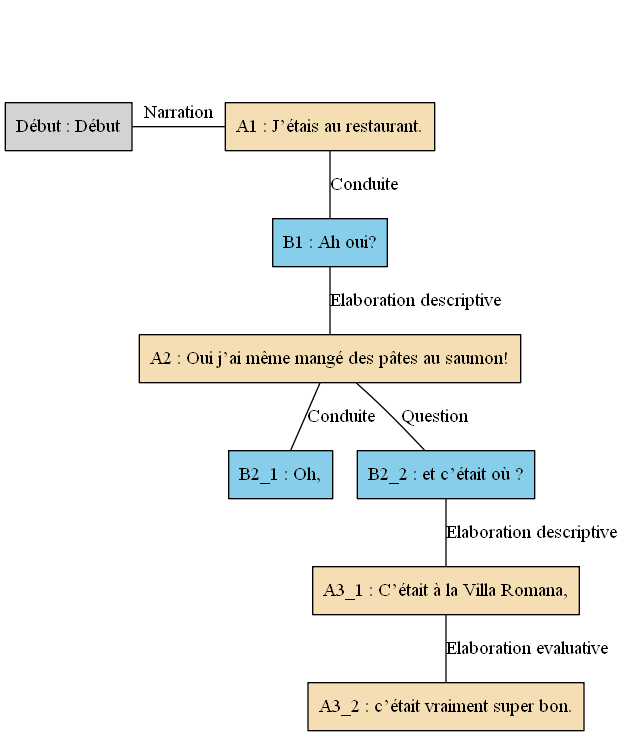 Narration
Début : Début
A1 : J'étais au restaurant.
Conduite
B1 : Ah oui?
Elaboration descriptive
A2 : Oui j'ai même mangé des pâtes au saumon!
Conduite
Question
B2_1 : Oh,
B2_2 : et c'était où ?
Elaboration descriptive
A3_1 : C'était à la Villa Romana,
Elaboration evaluative
A3_2 : c'était vraiment super bon.